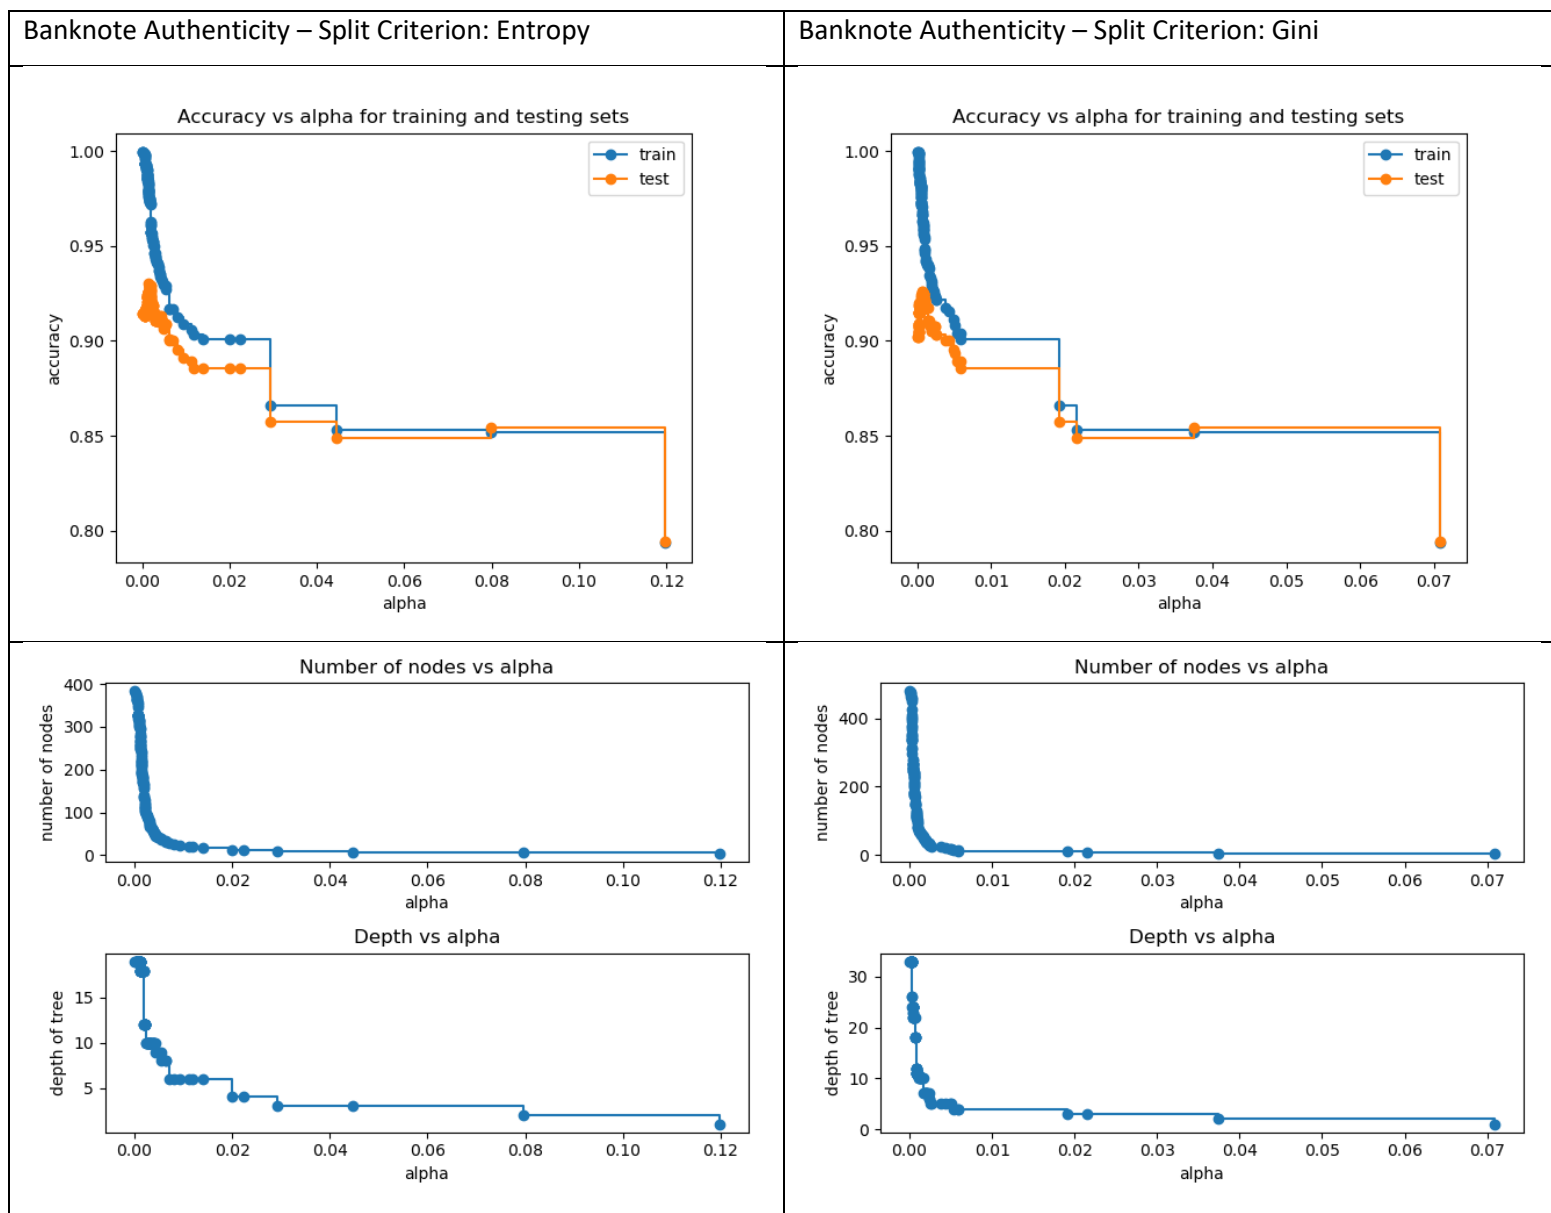 Banknote Authenticity – Split Criterion: Entropy
Banknote Authenticity – Split Criterion: Gini
Accuracy vs alpha for training and testing sets
1.00
0.95
0.90
0.85
0.80
accuracy
train
test
0.00 0.02 0.04 0.06 0.08 0.10 0.12
alpha
Accuracy vs alpha for training and testing sets
1.00
0.95
0.90
0.85
0.80
accuracy
train
test
0.00 0.01 0.02 0.03 0.04 0.05 0.06 0.07
alpha
Number of nodes vs alpha
400
300
200
100
0
number of nodes
0.00 0.02 0.04 0.06 0.08 0.10 0.12
alpha
Depth vs alpha
15
10
5
depth of tree
0.00 0.02 0.04 0.06 0.08 0.10 0.12
alpha
Number of nodes vs alpha
400
200
0
number of nodes
0.00 0.01 0.02 0.03 0.04 0.05 0.06 0.07
alpha
Depth vs alpha
30
20
10
0
depth of tree
0.00 0.01 0.02 0.03 0.04 0.05 0.06 0.07
alpha